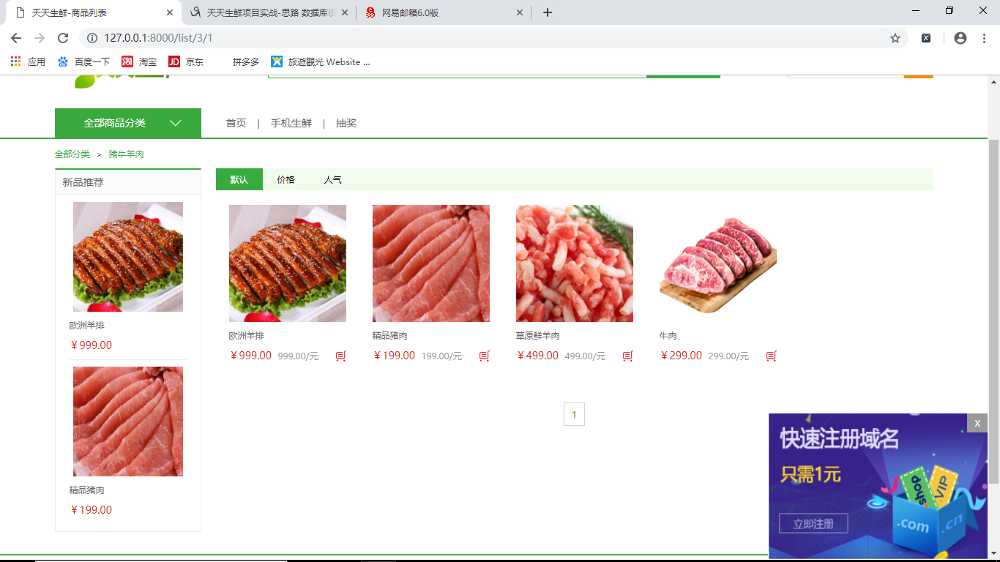 天天生鲜-商品列表
天天生鲜项目实战-思路 数据库设
网易邮箱6.0版
127.0.0.1:8000/list/3/1
应用 百度一下 淘宝 JD 京东 拼多多 旅遊觀光 Website ...
全部商品分类
首页 | 手机生鲜 | 抽奖
全部分类 > 猪牛羊肉
新品推荐
欧洲羊排
￥999.00
精品猪肉
￥199.00
默认 价格 人气
欧洲羊排
￥999.00 999.00/元
精品猪肉
￥199.00 199.00/元
草原鲜羊肉
￥499.00 499.00/元
牛肉
￥299.00 299.00/元
1
X
快速注册域名
只需1元
立即注册
.shop
VIP
.com
.cn